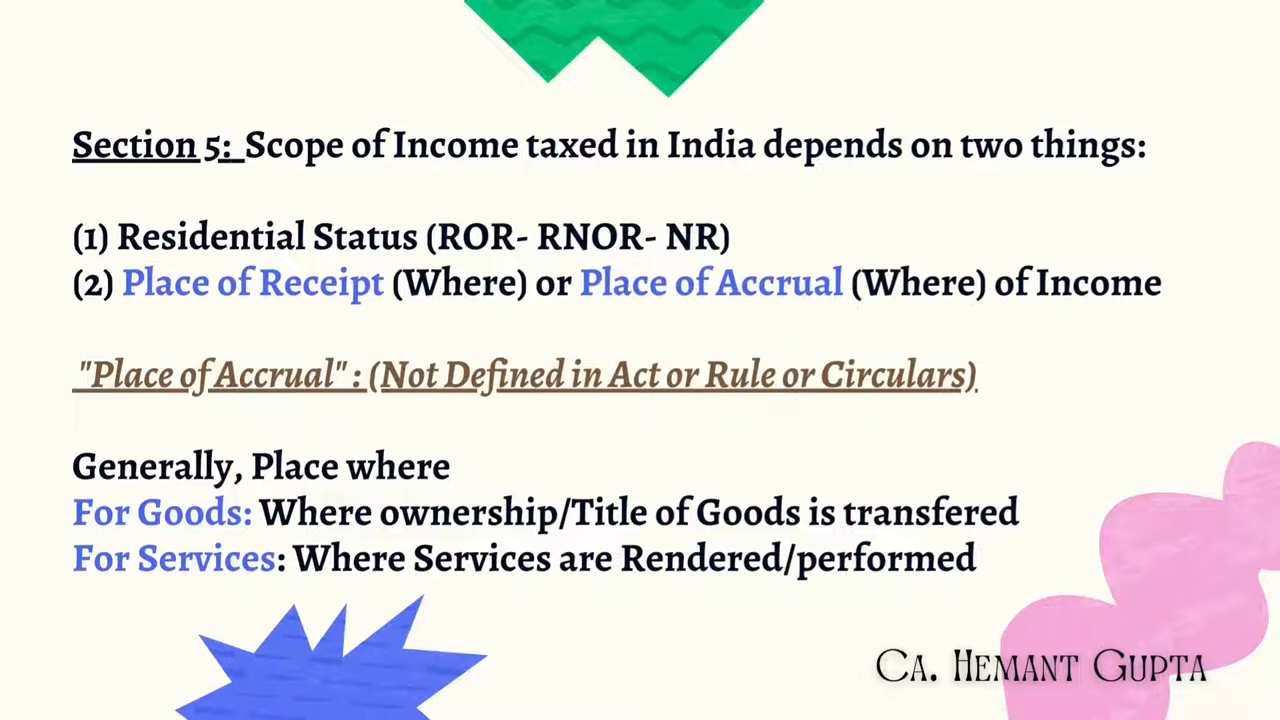 Section 5: Scope of Income taxed in India depends on two things:
(1) Residential Status (ROR- RNOR- NR)
(2) Place of Receipt (Where) or Place of Accrual (Where) of Income
"Place of Accrual" : (Not Defined in Act or Rule or Circulars)
Generally, Place where
For Goods: Where ownership/Title of Goods is transfered
For Services: Where Services are Rendered/performed
CA. HEMANT GUPTA